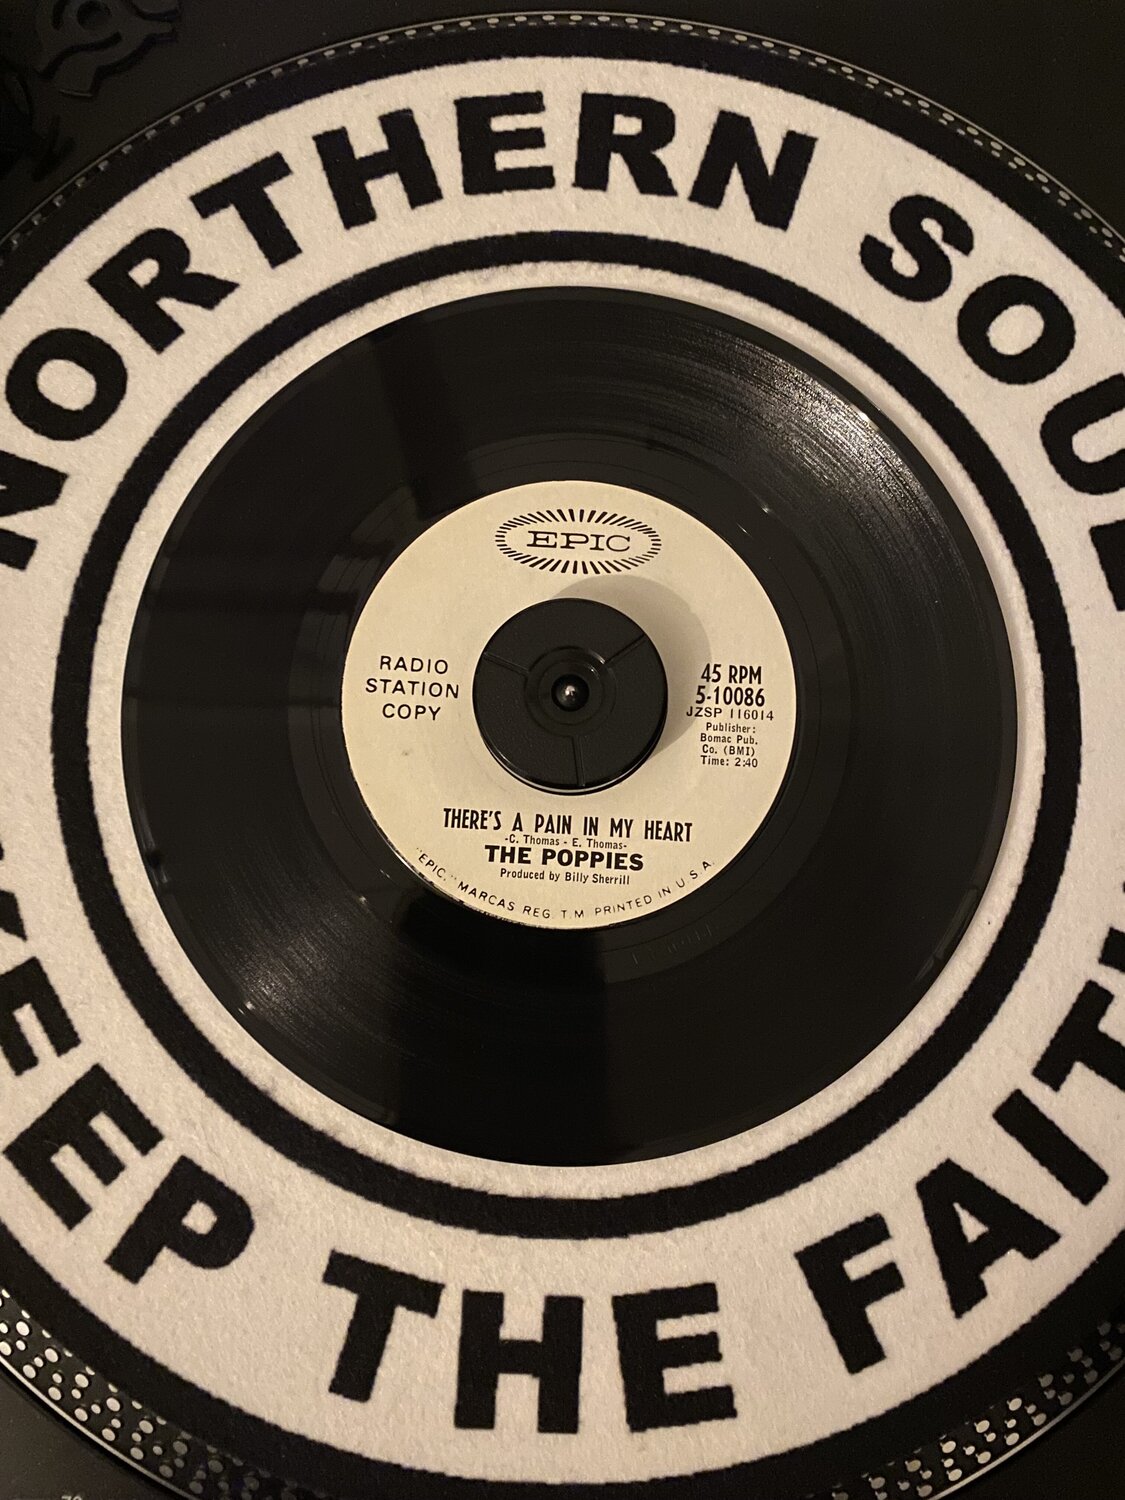 NORTHERN SOUL
EPIC
RADIO
STATION
COPY
45 RPM
5-10086
JZSP 116014
Publisher:
Bomac Pub.
Co. (BMI)
Time: 2:40
THERE'S A PAIN IN MY HEART
-C. Thomas - E. Thomas-
THE POPPIES
Produced by Billy Sherrill
"EPIC," MARCAS REG. T.M. PRINTED IN U.S.A.
KEEP THE FAITH